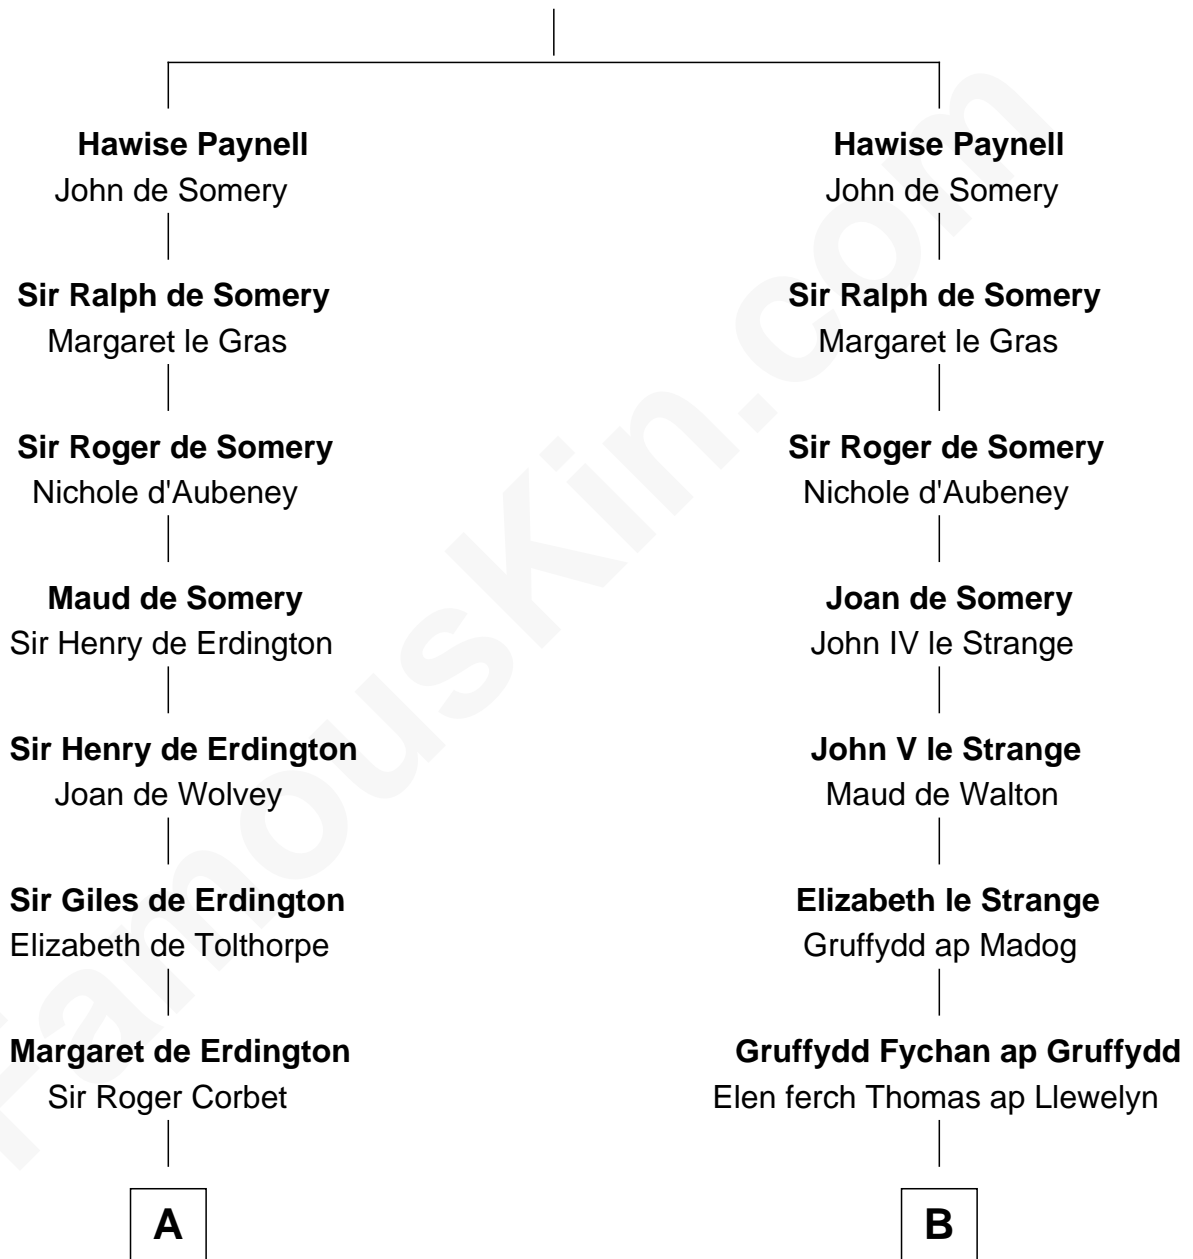 Hawise Paynell
John de Somery
Sir Ralph de Somery
Margaret le Gras
Sir Roger de Somery
Nichole d'Aubeney
Maud de Somery
Sir Henry de Erdington
Sir Henry de Erdington
Joan de Wolvey
Sir Giles de Erdington
Elizabeth de Tolthorpe
Margaret de Erdington
Sir Roger Corbet
A
Hawise Paynell
John de Somery
Sir Ralph de Somery
Margaret le Gras
Sir Roger de Somery
Nichole d'Aubeney
Joan de Somery
John IV le Strange
John V le Strange
Maud de Walton
Elizabeth le Strange
Gruffydd ap Madog
Gruffydd Fychan ap Gruffydd
Elen ferch Thomas ap Llewelyn
B
FamousKin.com